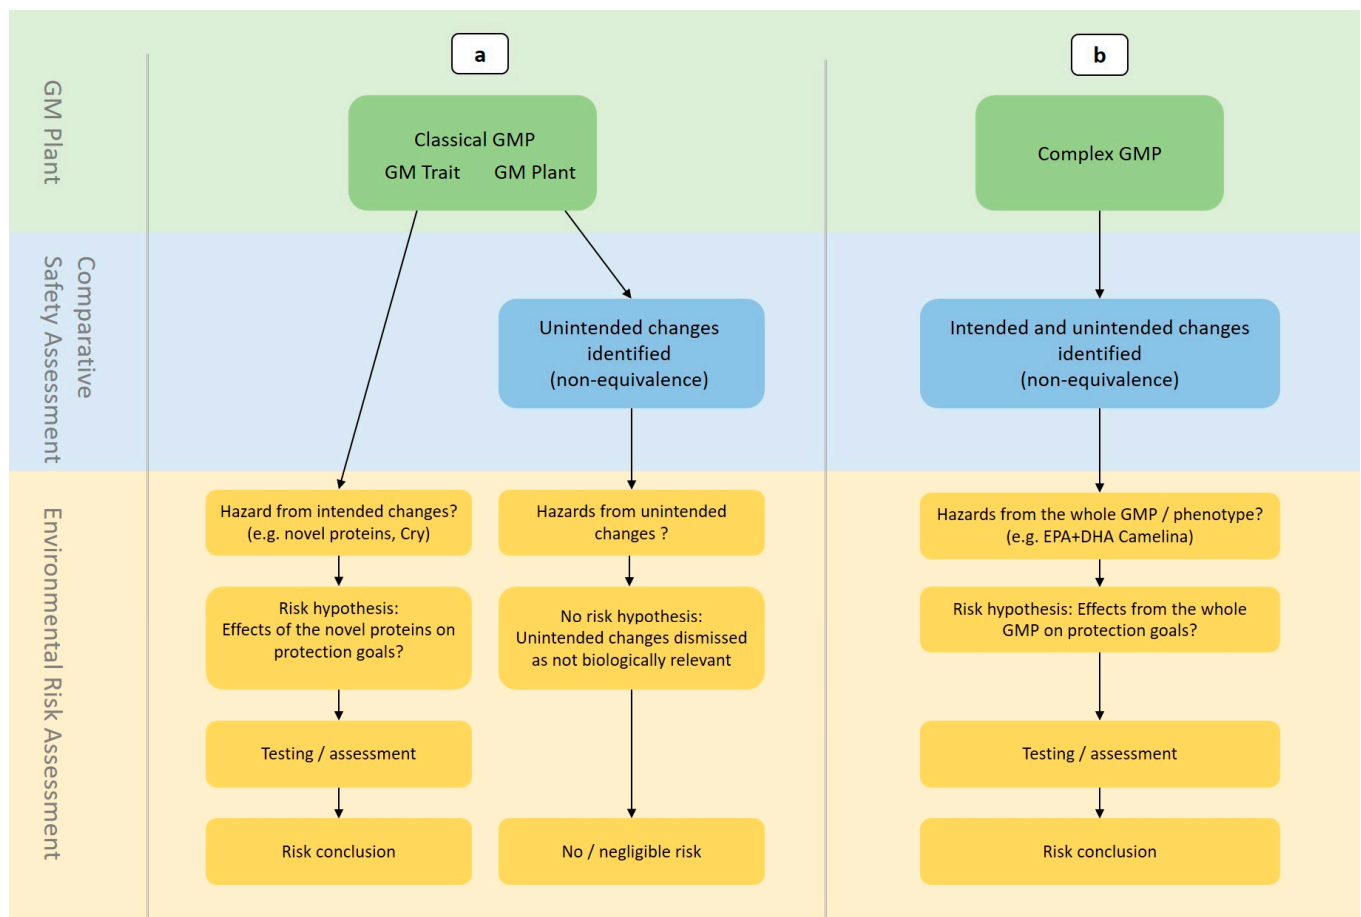 a
b
GM Plant
Classical GMP
GM Trait GM Plant
Complex GMP
Comparative
Safety Assessment
Unintended changes
identified
(non-equivalence)
Intended and unintended changes
identified
(non-equivalence)
Environmental Risk Assessment
Hazard from intended changes?
(e.g. novel proteins, Cry)
Hazards from unintended
changes ?
Hazards from the whole GMP / phenotype?
(e.g. EPA+DHA Camelina)
Risk hypothesis:
Effects of the novel proteins on
protection goals?
No risk hypothesis:
Unintended changes dismissed
as not biologically relevant
Risk hypothesis: Effects from the whole
GMP on protection goals?
Testing / assessment
Testing / assessment
Risk conclusion
No / negligible risk
Risk conclusion